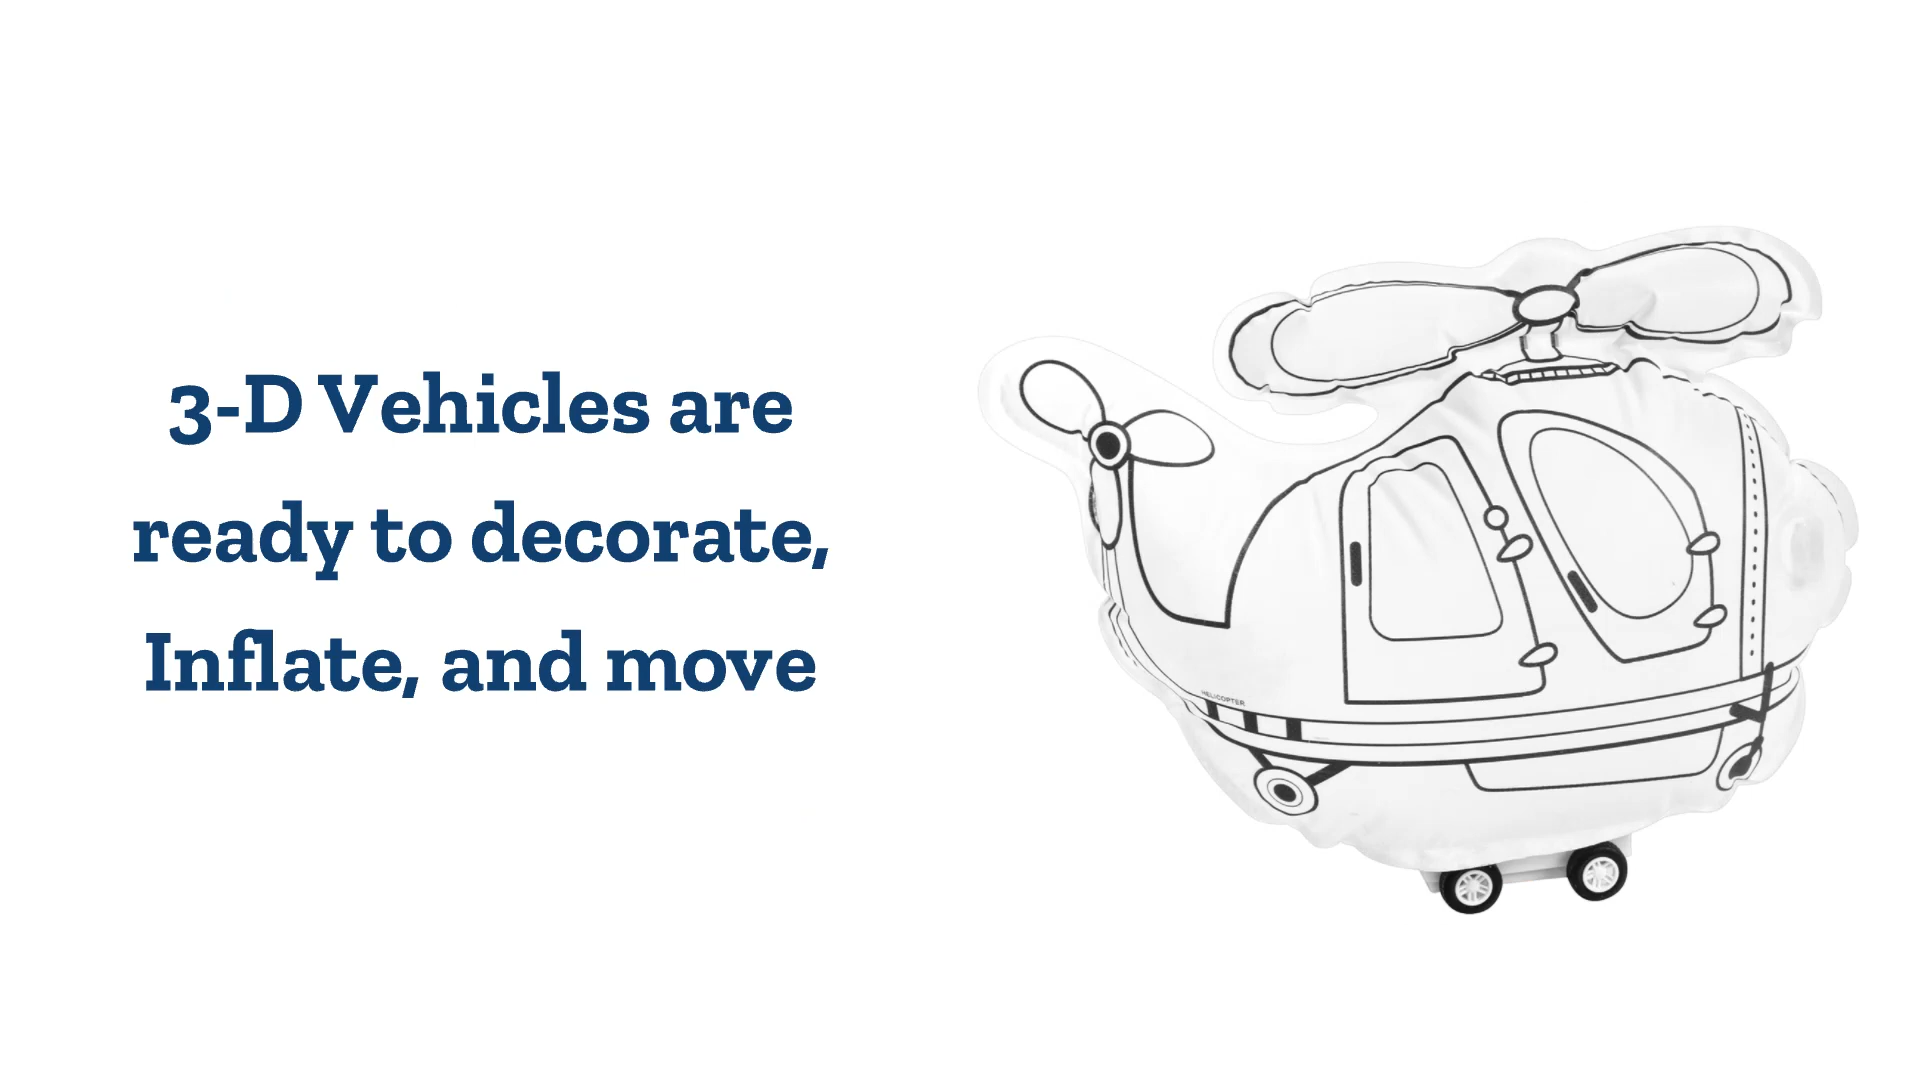 3-D Vehicles are
ready to decorate,
Inflate, and move
HELICOPTER